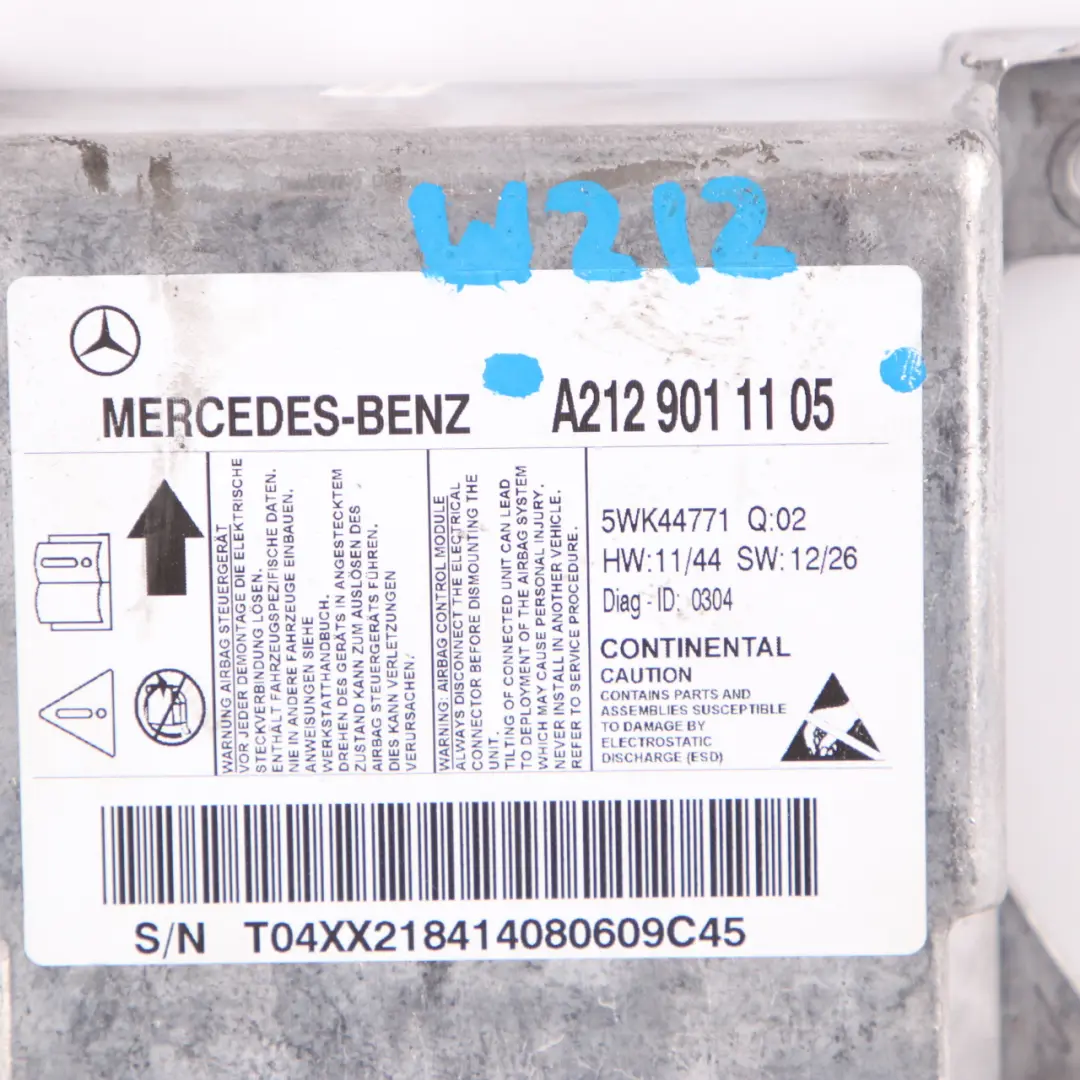 W212
MERCEDES-BENZ A212 901 11 05
WARNUNG AIRBAG STEUERGERÄT
VOR JEDER DEMONTAGE DIE ELEKTRISCHE
STECKVERBINDUNG LÖSEN.
ENTHÄLT FAHRZEUGSPEZIFISCHE DATEN.
NIE IN ANDERE FAHRZEUGE EINBAUEN.
ANWEISUNGEN SIEHE
WERKSTATTHANDBUCH.
DREHEN DES GERÄTS IN ANGESTECKTEM
ZUSTAND KANN ZUM AUSLÖSEN DES
AIRBAG STEUERGERÄTS FÜHREN.
DIES KANN VERLETZUNGEN
VERURSACHEN.
WARNING: AIRBAG CONTROL MODULE
ALWAYS DISCONNECT THE ELECTRICAL
CONNECTOR BEFORE DISMOUNTING THE
UNIT.
TILTING OF CONNECTED UNIT CAN LEAD
TO DEPLOYMENT OF THE AIRBAG SYSTEM
WHICH MAY CAUSE PERSONAL INJURY.
NEVER INSTALL IN ANOTHER VEHICLE.
REFER TO SERVICE PROCEDURE.
5WK44771 Q:02
HW:11/44 SW:12/26
Diag-ID: 0304
CONTINENTAL
CAUTION
CONTAINS PARTS AND
ASSEMBLIES SUSCEPTIBLE
TO DAMAGE BY
ELECTROSTATIC
DISCHARGE (ESD)
S/N T04XX218414080609C45